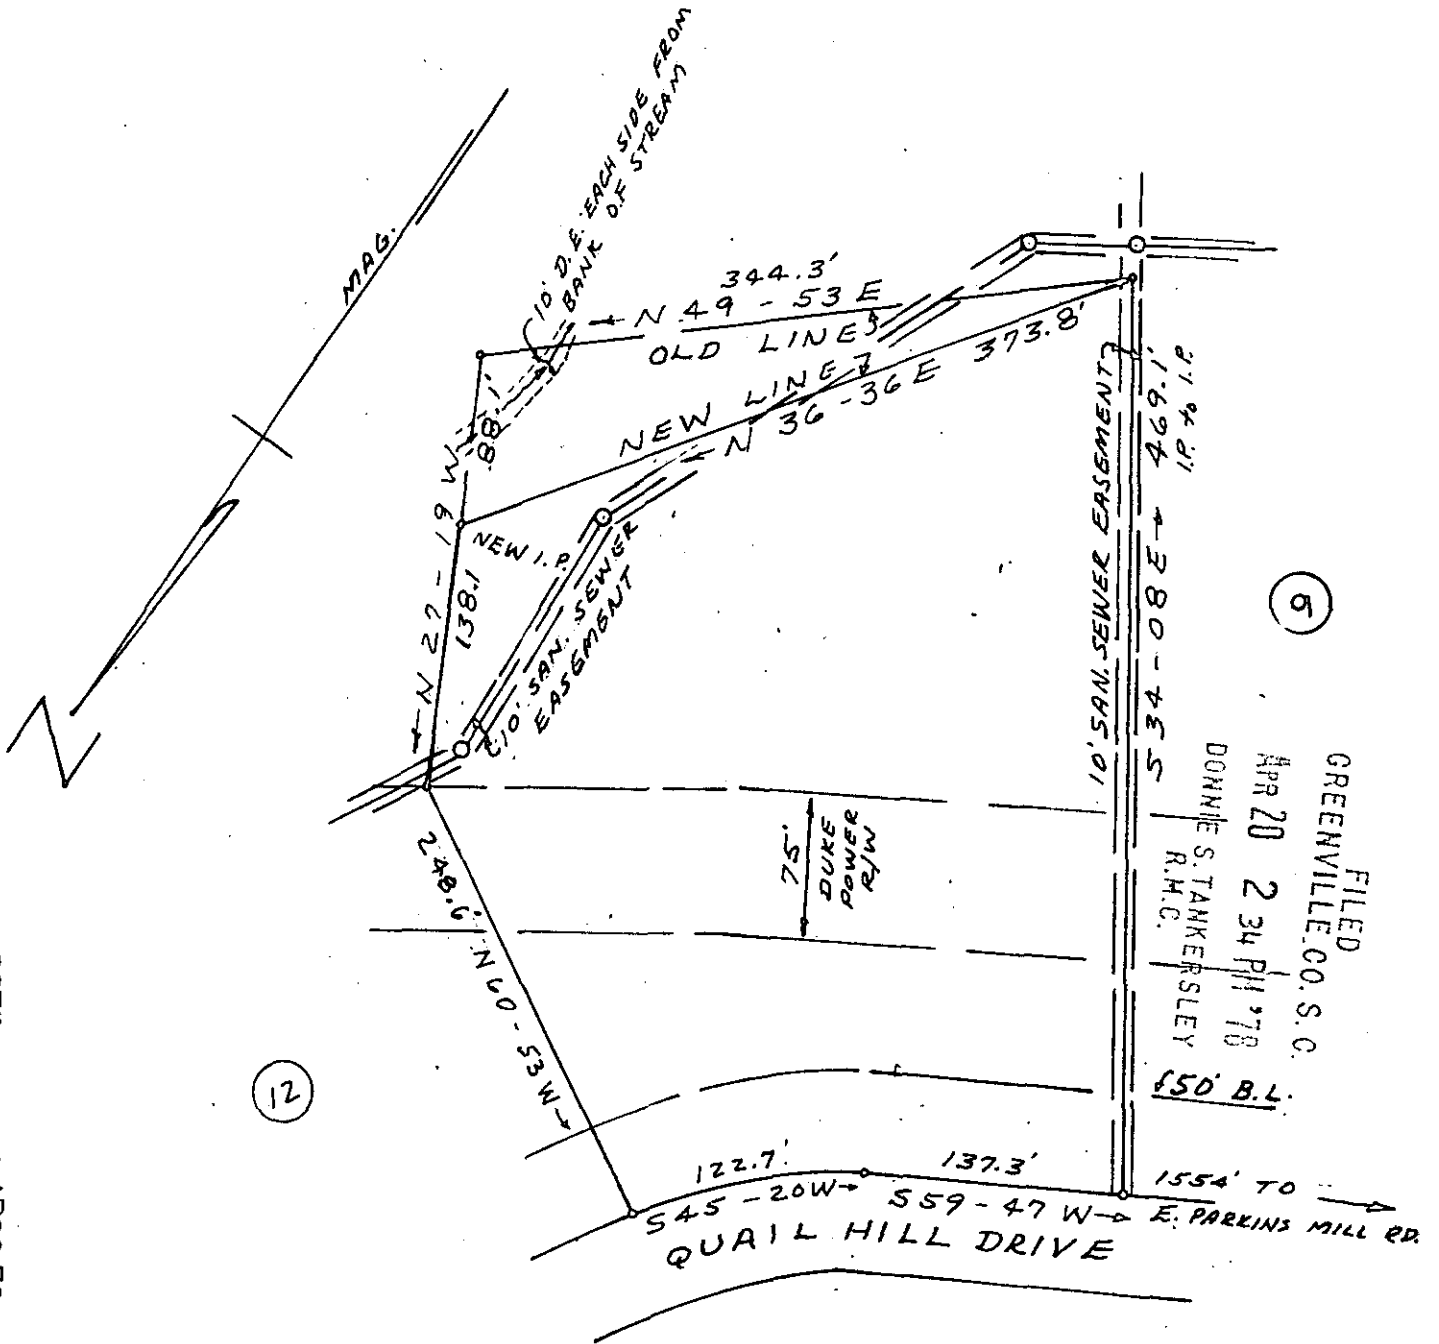 10' D.E. EACH SIDE FROM
BANK OF STREAM
MAG.
344.3'
N 49 - 53 E
OLD LINE
NEW LINE
N 36 - 36 E 373.8'
88.1'
N 27 - 19 W
138.1
NEW I.P.
10' SAN. SEWER
EASEMENT
10' SAN. SEWER EASEMENT
S 34 - 08 E 469.1'
I.P. to I.P.
9
FILED
GREENVILLE.CO.S.C.
APR 20 2 34 PM '78
DONNIE S. TANKERSLEY
R.M.C.
75'
DUKE
POWER
R/W
248.6' N 60 - 53 W
12
50' B.L.
122.7'
S 45 - 20 W
137.3'
S 59 - 47 W
1554' TO
E. PARKINS MILL RD.
QUAIL HILL DRIVE